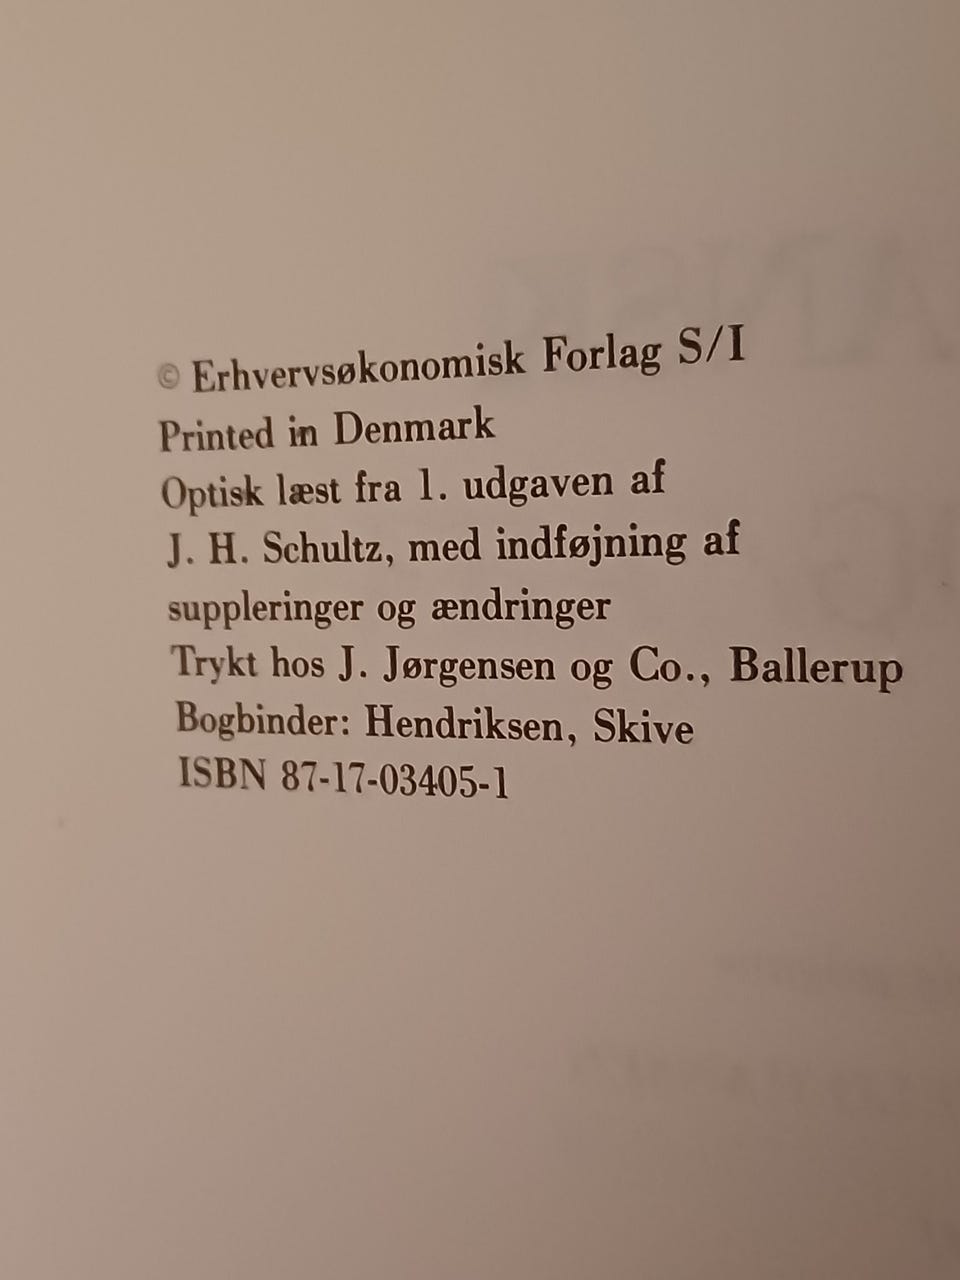 © Erhvervsøkonomisk Forlag S/I
Printed in Denmark
Optisk læst fra 1. udgaven af
J. H. Schultz, med indføjning af
suppleringer og ændringer
Trykt hos J. Jørgensen og Co., Ballerup
Bogbinder: Hendriksen, Skive
ISBN 87-17-03405-1